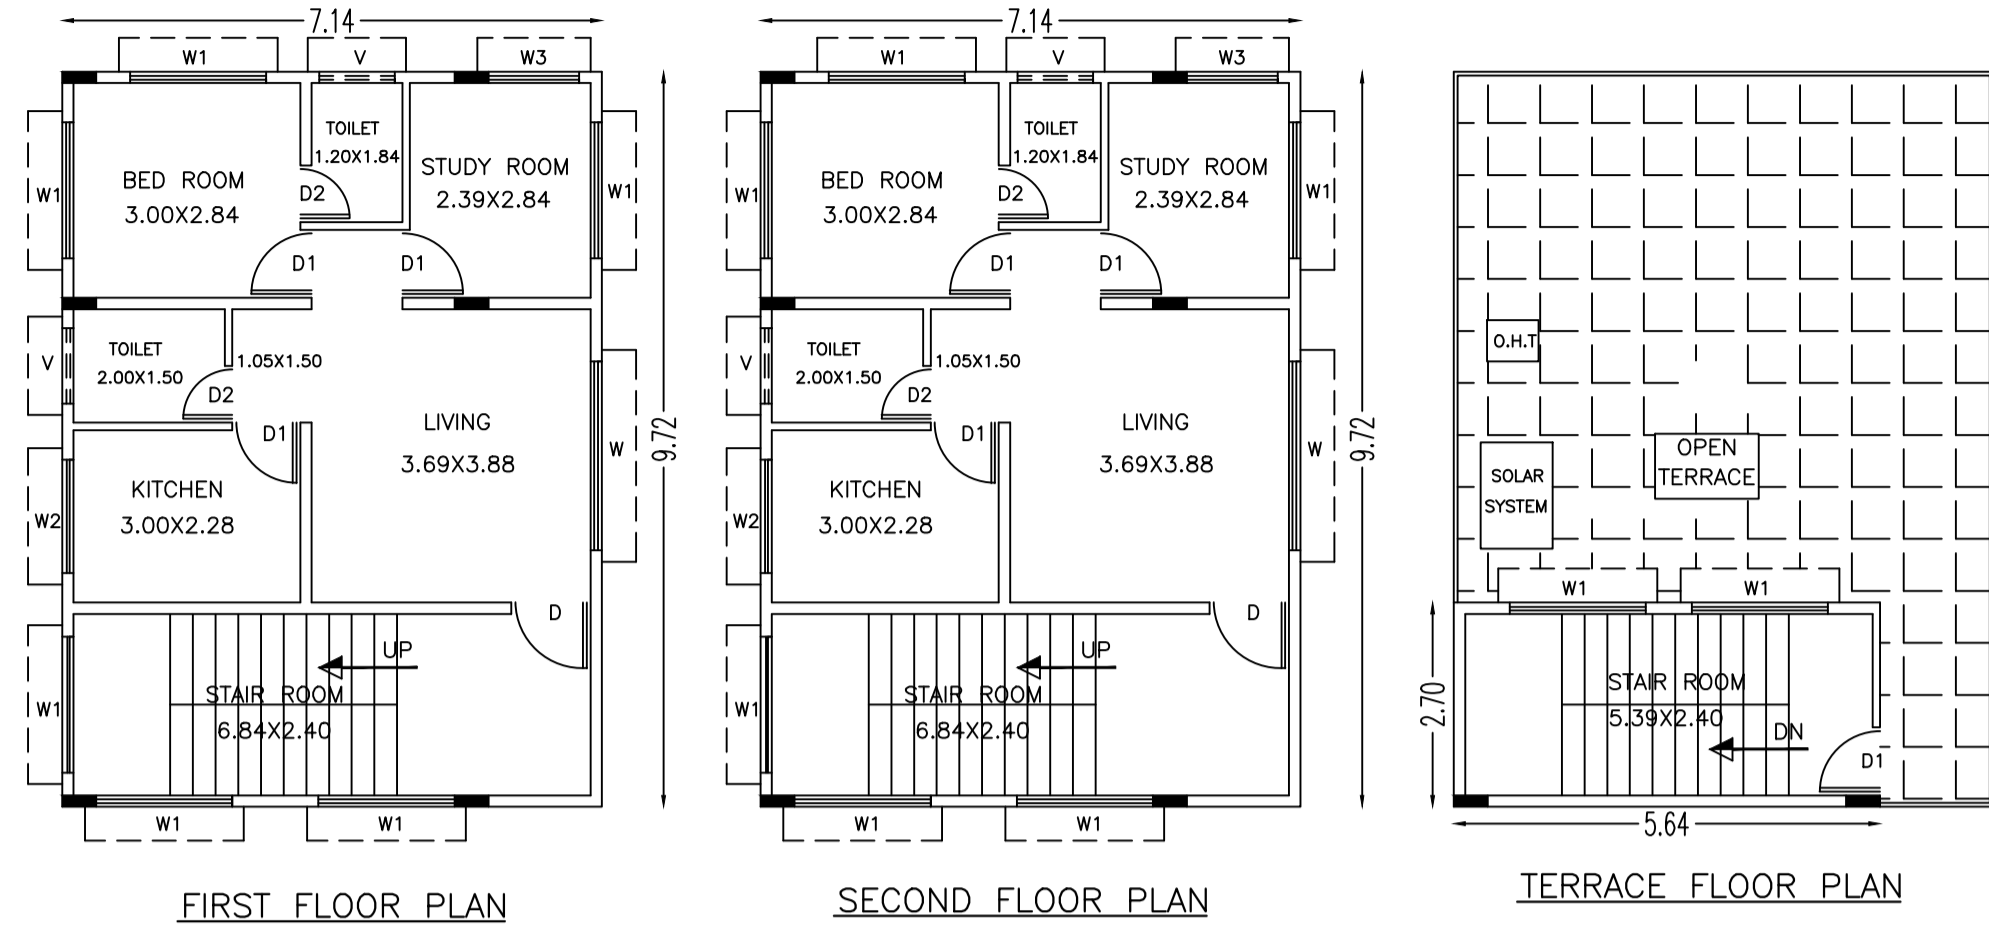 7.14
W1
V
W3
TOILET
1.20X1.84
STUDY ROOM
2.39X2.84
BED ROOM
3.00X2.84
W1
D2
W1
D1
D1
TOILET
2.00X1.50
1.05X1.50
V
D2
D1
LIVING
3.69X3.88
W
9.72
KITCHEN
3.00X2.28
W2
D
UP
STAIR ROOM
6.84X2.40
W1
W1
W1
FIRST FLOOR PLAN
7.14
W1
V
W3
TOILET
1.20X1.84
STUDY ROOM
2.39X2.84
BED ROOM
3.00X2.84
W1
D2
W1
D1
D1
TOILET
2.00X1.50
1.05X1.50
V
D2
D1
LIVING
3.69X3.88
W
9.72
KITCHEN
3.00X2.28
W2
D
UP
STAIR ROOM
6.84X2.40
W1
W1
W1
SECOND FLOOR PLAN
O.H.T
OPEN
TERRACE
SOLAR
SYSTEM
W1
W1
2.70
STAIR ROOM
5.39X2.40
DN
D1
5.64
TERRACE FLOOR PLAN